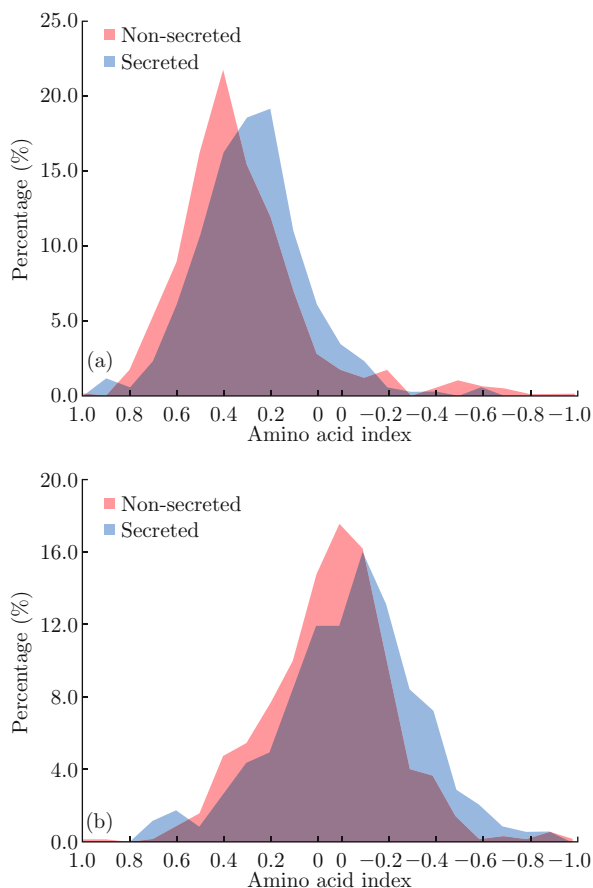 25.0
Non-secreted
Secreted
20.0
15.0
10.0
5.0
0.0
Percentage (%)
(a)
1.0 0.8 0.6 0.4 0.2 0 0 −0.2 −0.4 −0.6 −0.8 −1.0
Amino acid index
20.0
Non-secreted
Secreted
16.0
12.0
8.0
4.0
0.0
Percentage (%)
(b)
1.0 0.8 0.6 0.4 0.2 0 0 −0.2 −0.4 −0.6 −0.8 −1.0
Amino acid index